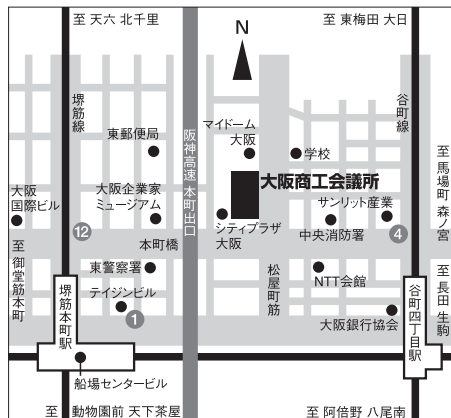 至 天六 北千里
至 東梅田 大日
N
堺筋線
谷町線
東郵便局
阪神高速 本町出口
マイドーム
大阪
学校
至 馬場町 森ノ宮
大阪商工会議所
大阪
国際ビル
大阪企業家
ミュージアム
サンリット産業
12
シティプラザ
大阪
中央消防署
4
本町橋
至 御堂筋本町
東警察署
松屋町筋
NTT会館
至 長田 生駒
テイジンビル
1
大阪銀行協会
堺筋本町駅
谷町四丁目駅
船場センタービル
至 動物園前 天下茶屋
至 阿倍野 八尾南